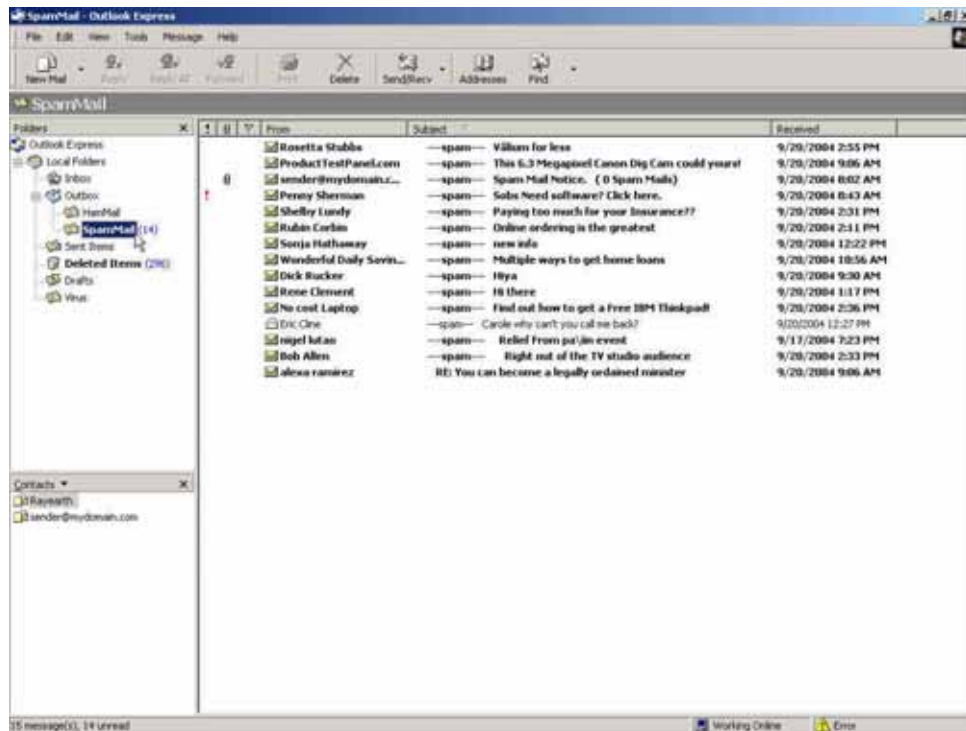 SpamMail - Outlook Express
File Edit View Tools Message Help
New Mail Reply Reply All Forward Print Delete Send/Recv Addresses Find
SpamMail
Folders
! From Subject Received
Outlook Express
Local Folders
Inbox
Outbox
HamMail
SpamMail (14)
Sent Items
Deleted Items (296)
Drafts
Virus
Rosetta Stubbs ---spam--- Válium for less 9/20/2004 2:55 PM
ProductTestPanel.com ---spam--- This 6.3 Megapixel Canon Dig Cam could yours! 9/20/2004 9:06 AM
sender@mydomain.c... ---spam--- Spam Mail Notice. ( 0 Spam Mails) 9/20/2004 8:02 AM
! Penny Sherman ---spam--- Sobs Need software? Click here. 9/20/2004 8:43 AM
Shelby Lundy ---spam--- Paying too much for your Insurance?? 9/20/2004 2:31 PM
Rubin Corbin ---spam--- Online ordering is the greatest 9/20/2004 2:11 PM
Sonja Hathaway ---spam--- new info 9/20/2004 12:22 PM
Wonderful Daily Savin... ---spam--- Multiple ways to get home loans 9/20/2004 10:56 AM
Dick Rucker ---spam--- Hiya 9/20/2004 9:30 AM
Rene Clement ---spam--- Hi there 9/20/2004 1:17 PM
No cost Laptop ---spam--- Find out how to get a Free IBM Thinkpad! 9/20/2004 2:36 PM
Eric Cline ---spam--- Carole why can't you call me back? 9/20/2004 12:27 PM
nigel lutan ---spam--- Relief From pa\in event 9/17/2004 7:23 PM
Bob Allen ---spam--- Right out of the TV studio audience 9/20/2004 2:33 PM
alexa ramirez RE: You can become a legally ordained minister 9/20/2004 9:06 AM
Contacts
Rayearth
sender@mydomain.com
15 message(s), 14 unread Working Online Error